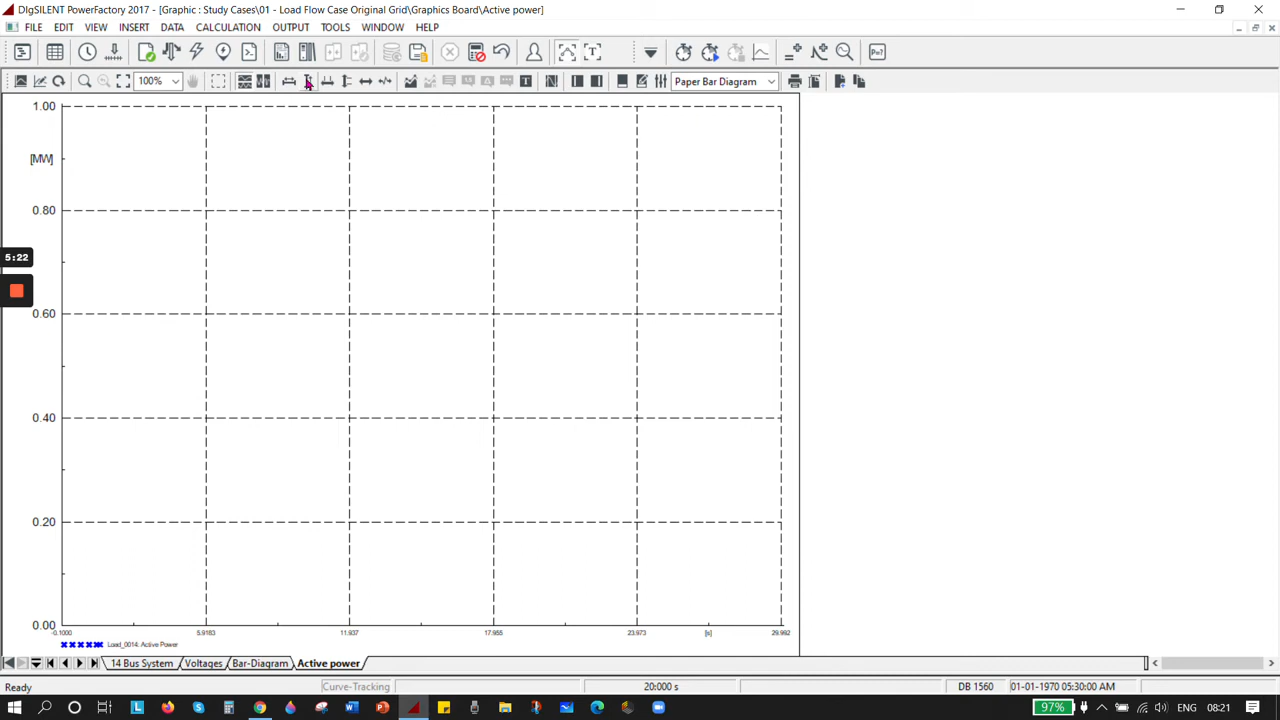 DIgSILENT PowerFactory 2017 - [Graphic : Study Cases\01 - Load Flow Case Original Grid\Graphics Board\Active power]
FILE EDIT VIEW INSERT DATA CALCULATION OUTPUT TOOLS WINDOW HELP
P=?
100% Paper Bar Diagram
1.00
[MW]
0.80
5:22
0.60
0.40
0.20
0.00
-0.1000 5.9183 11.937 17.955 23.973 [s] 29.992
Load_0014: Active Power
14 Bus System Voltages Bar-Diagram Active power
Ready Curve-Tracking 20:000 s DB 1560 01-01-1970 05:30:00 AM
97% ENG 08:21